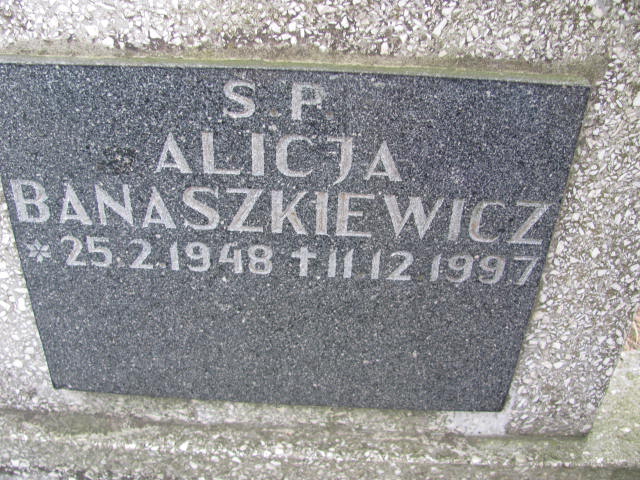 S.P.
ALICJA
BANASZKIEWICZ
* 25.2.1948 † 11.12.1997